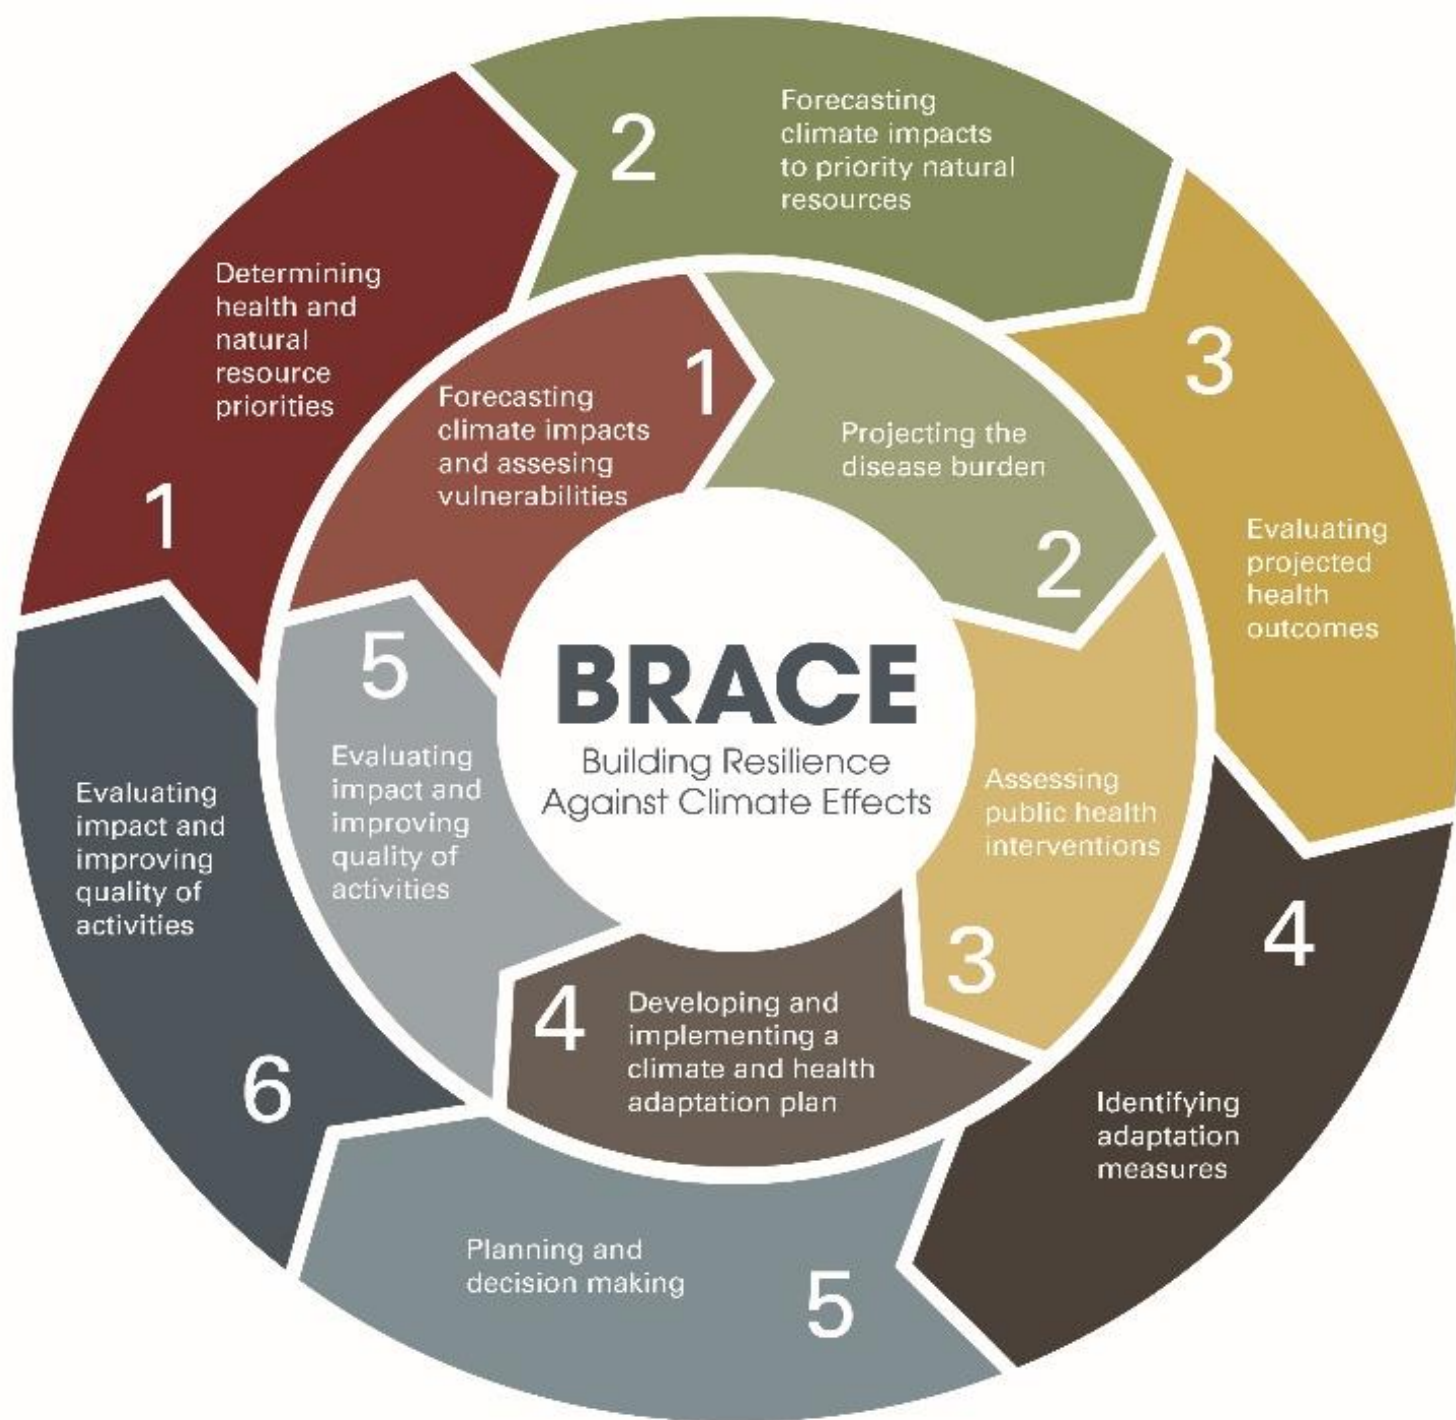 2
Forecasting
climate impacts
to priority natural
resources
Determining
health and
natural
resource
priorities
1
3
Evaluating
projected
health
outcomes
4
Identifying
adaptation
measures
Planning and
decision making
5
Evaluating
impact and
improving
quality of
activities
6
1
Forecasting
climate impacts
and assesing
vulnerabilities
Projecting the
disease burden
2
Assessing
public health
interventions
3
4
Developing and
implementing a
climate and health
adaptation plan
5
Evaluating
impact and
improving
quality of
activities
BRACE
Building Resilience
Against Climate Effects